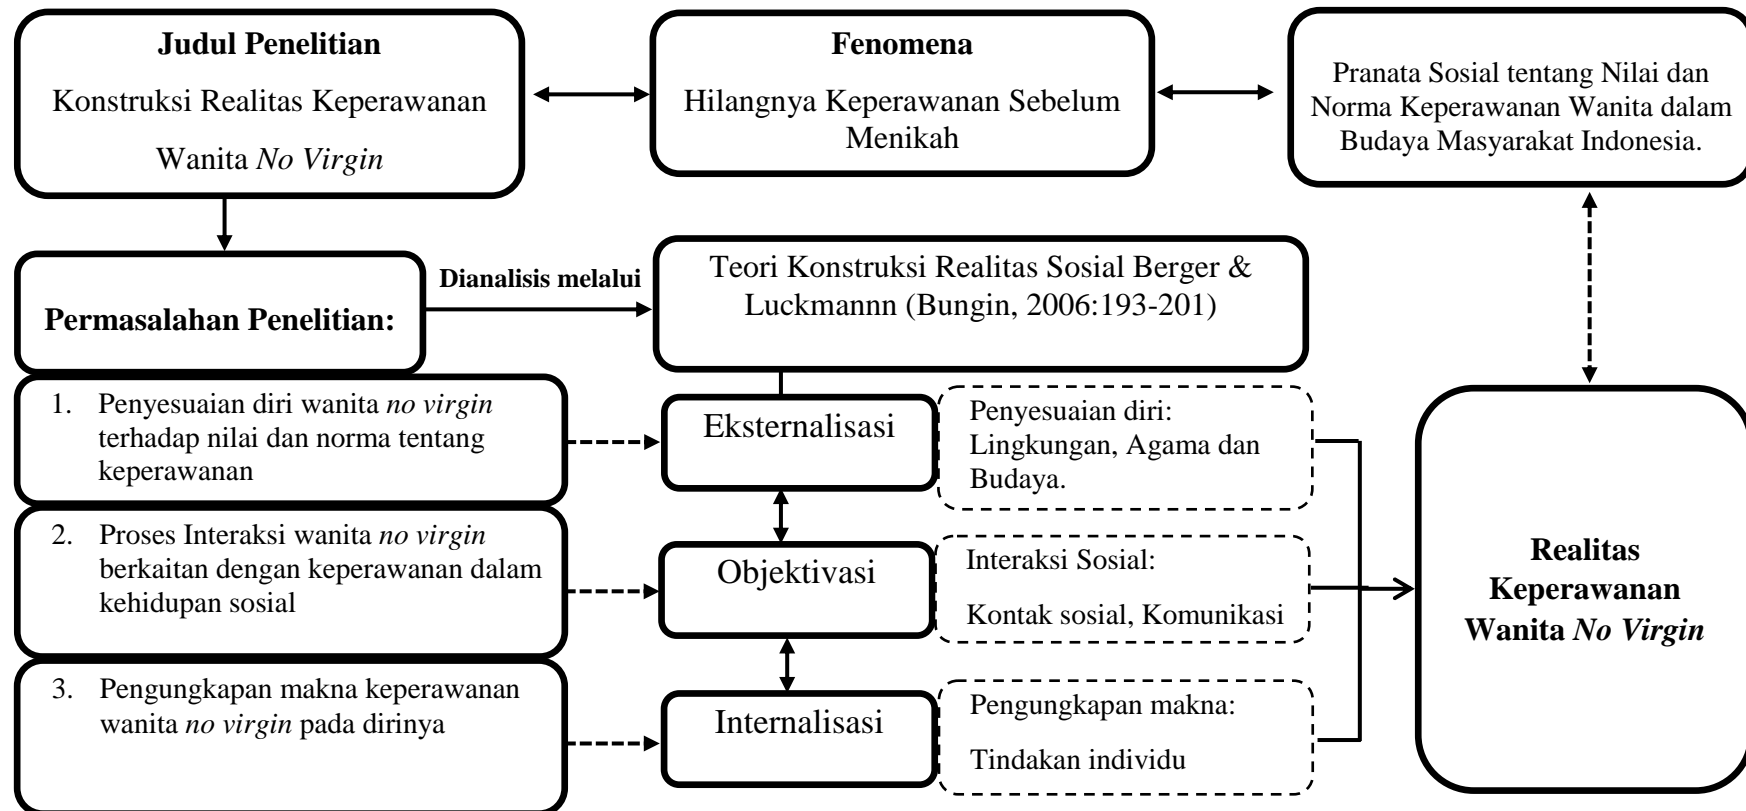 Judul Penelitian
Konstruksi Realitas Keperawanan
Wanita No Virgin
Fenomena
Hilangnya Keperawanan Sebelum
Menikah
Pranata Sosial tentang Nilai dan
Norma Keperawanan Wanita dalam
Budaya Masyarakat Indonesia.
Permasalahan Penelitian:
Dianalisis melalui
Teori Konstruksi Realitas Sosial Berger &
Luckmannn (Bungin, 2006:193-201)
1. Penyesuaian diri wanita no virgin
terhadap nilai dan norma tentang
keperawanan
Eksternalisasi
Penyesuaian diri:
Lingkungan, Agama dan
Budaya.
2. Proses Interaksi wanita no virgin
berkaitan dengan keperawanan dalam
kehidupan sosial
Objektivasi
Interaksi Sosial:
Kontak sosial, Komunikasi
3. Pengungkapan makna keperawanan
wanita no virgin pada dirinya
Internalisasi
Pengungkapan makna:
Tindakan individu
Realitas
Keperawanan
Wanita No Virgin